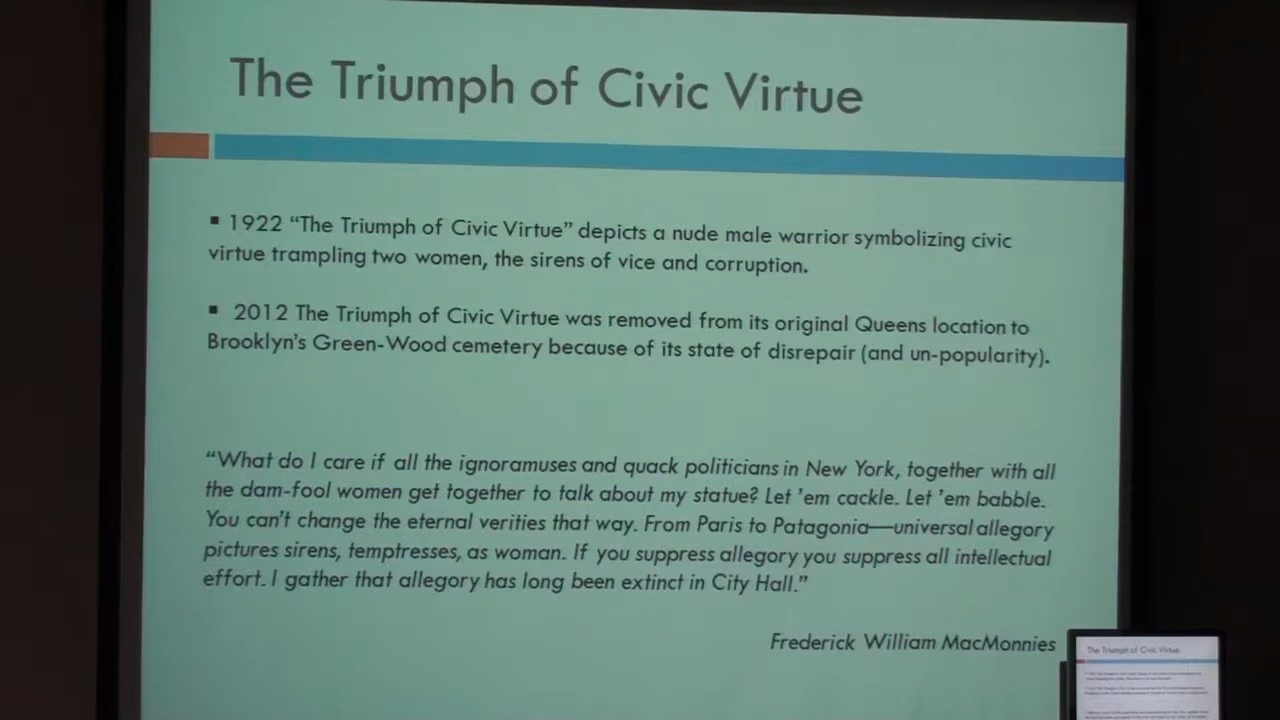 The Triumph of Civic Virtue
▪ 1922 “The Triumph of Civic Virtue” depicts a nude male warrior symbolizing civic
virtue trampling two women, the sirens of vice and corruption.
▪ 2012 The Triumph of Civic Virtue was removed from its original Queens location to
Brooklyn’s Green-Wood cemetery because of its state of disrepair (and un-popularity).
“What do I care if all the ignoramuses and quack politicians in New York, together with all
the dam-fool women get together to talk about my statue? Let ’em cackle. Let ’em babble.
You can’t change the eternal verities that way. From Paris to Patagonia—universal allegory
pictures sirens, temptresses, as woman. If you suppress allegory you suppress all intellectual
effort. I gather that allegory has long been extinct in City Hall.”
Frederick William MacMonnies
The Triumph of Civic Virtue